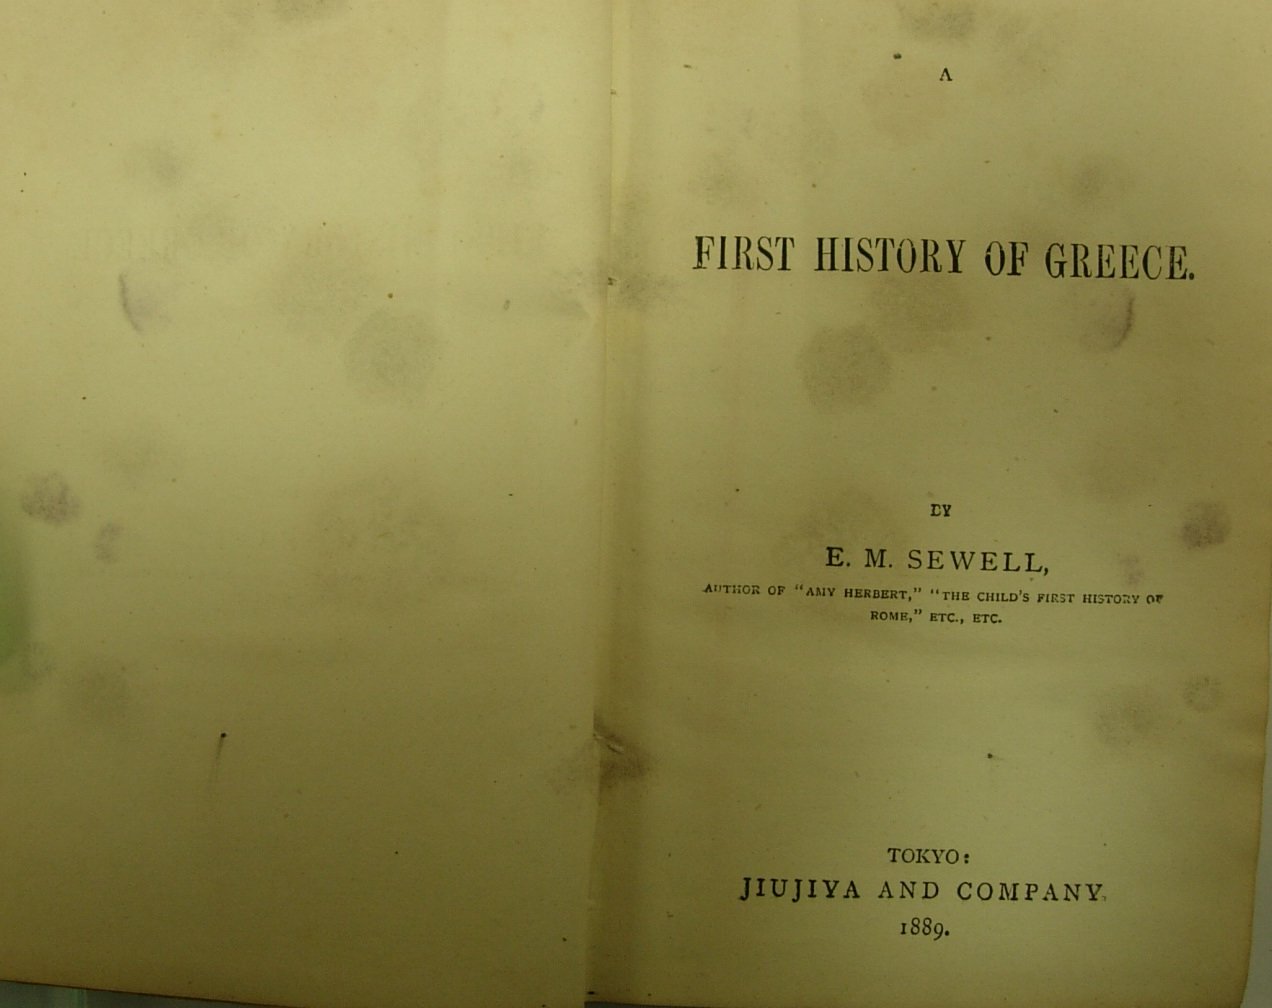 A
FIRST HISTORY OF GREECE.
BY
E. M. SEWELL,
AUTHOR OF "AMY HERBERT," "THE CHILD'S FIRST HISTORY OF
ROME," ETC., ETC.
TOKYO:
JIUJIYA AND COMPANY.
1889.